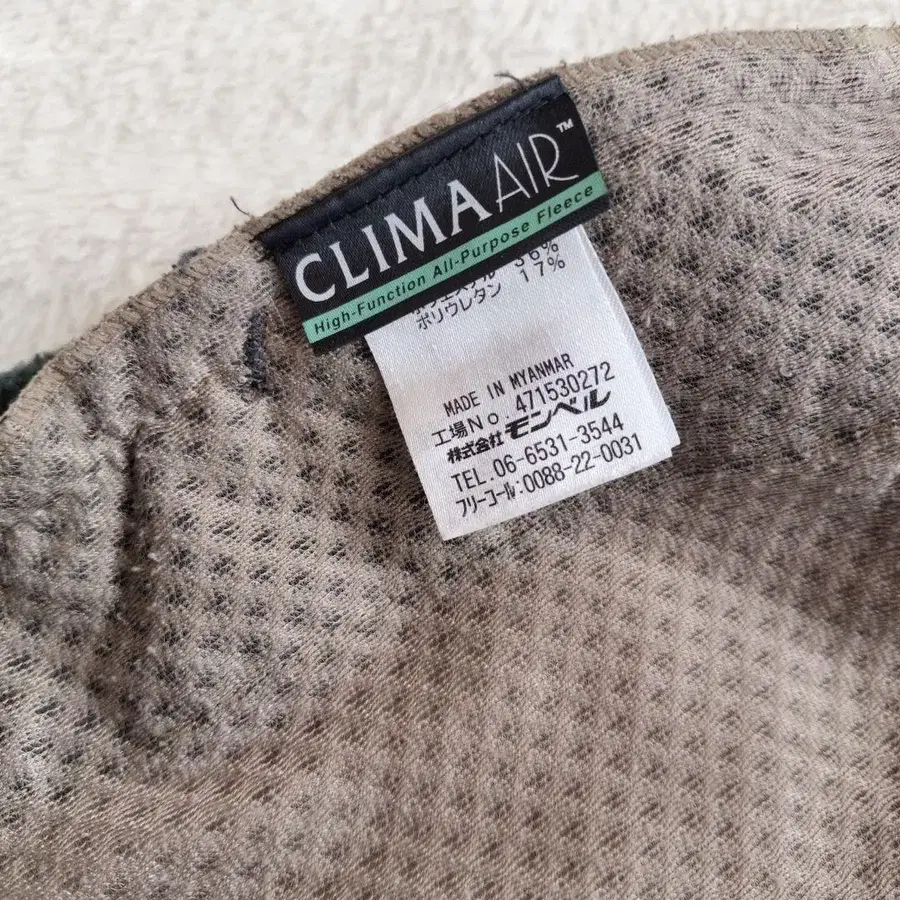 CLIMAAIR™
High-Function All-Purpose Fleece
36%
ポリウレタン 17%
MADE IN MYANMAR
工場No.471530272
株式会社モンベル
TEL.06-6531-3544
フリーコール:0088-22-0031